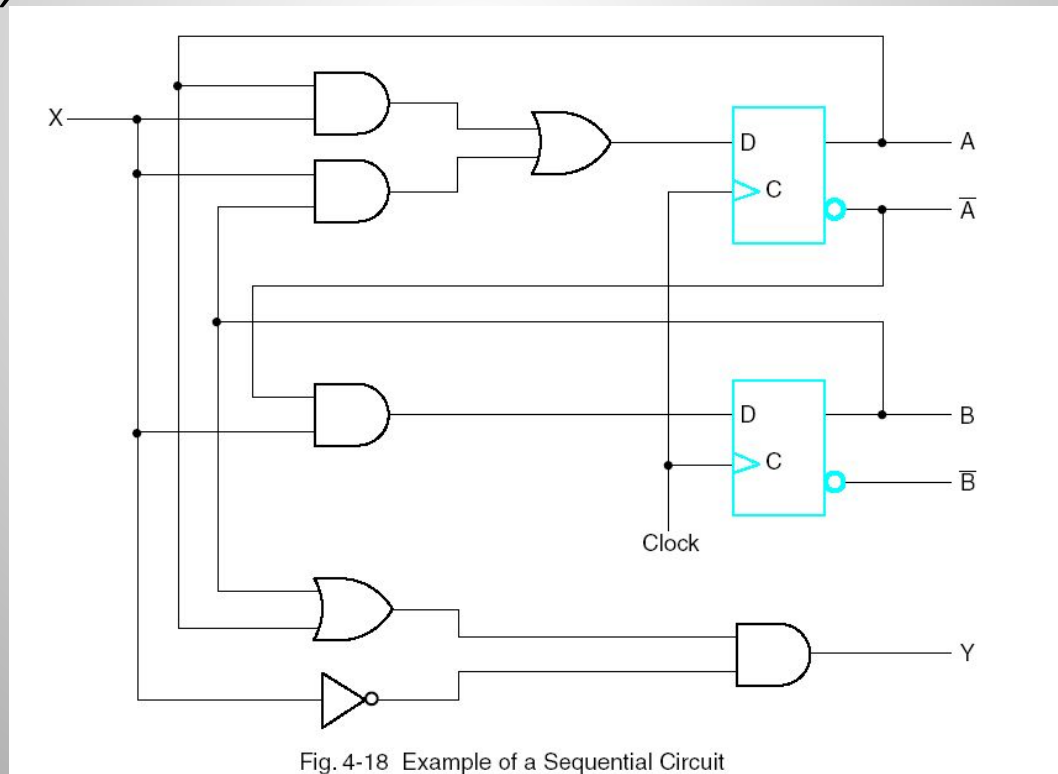 X
D
A
C
A̅
D
B
C
B̅
Clock
Y
Fig. 4-18 Example of a Sequential Circuit